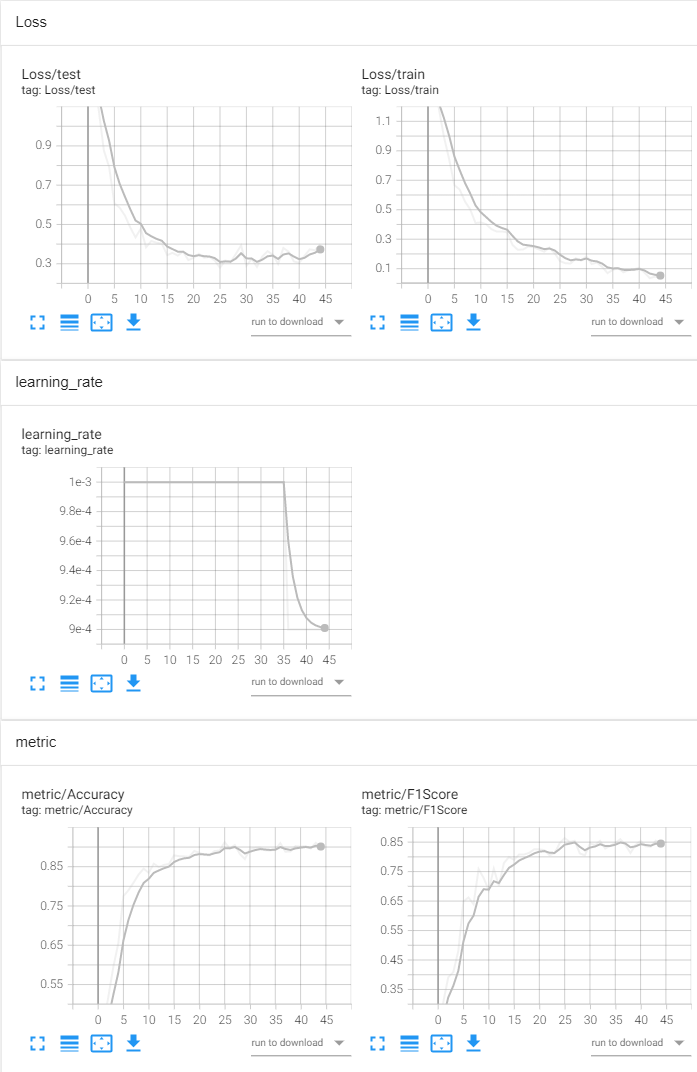 Loss
Loss/test
tag: Loss/test
0.9
0.7
0.5
0.3
0 5 10 15 20 25 30 35 40 45
run to download
Loss/train
tag: Loss/train
1.1
0.9
0.7
0.5
0.3
0.1
0 5 10 15 20 25 30 35 40 45
run to download
learning_rate
learning_rate
tag: learning_rate
1e-3
9.8e-4
9.6e-4
9.4e-4
9.2e-4
9e-4
0 5 10 15 20 25 30 35 40 45
run to download
metric
metric/Accuracy
tag: metric/Accuracy
0.85
0.75
0.65
0.55
0 5 10 15 20 25 30 35 40 45
run to download
metric/F1Score
tag: metric/F1Score
0.85
0.75
0.65
0.55
0.45
0.35
0 5 10 15 20 25 30 35 40 45
run to download